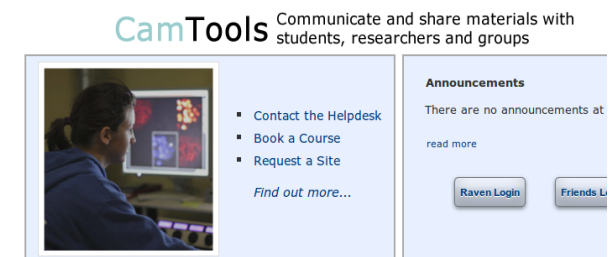 CamTools Communicate and share materials with
students, researchers and groups
Contact the Helpdesk
Book a Course
Request a Site
Find out more...
Announcements
There are no announcements at
read more
Raven Login
Friends